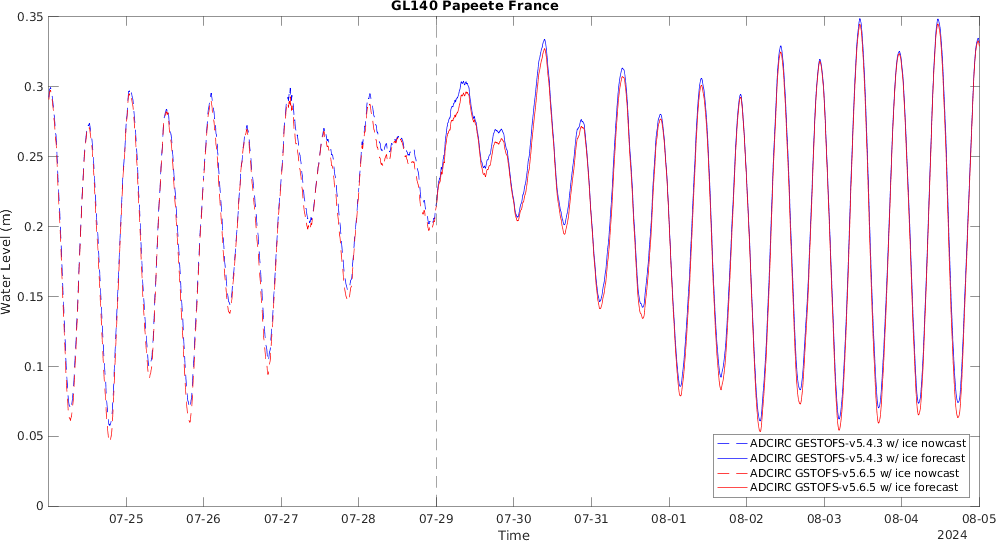 GL140 Papeete France
0.35
0.3
0.25
0.2
0.15
0.1
0.05
0
Water Level (m)
07-25 07-26 07-27 07-28 07-29 07-30 07-31 08-01 08-02 08-03 08-04 08-05
Time
2024
ADCIRC GESTOFS-v5.4.3 w/ ice nowcast
ADCIRC GESTOFS-v5.4.3 w/ ice forecast
ADCIRC GSTOFS-v5.6.5 w/ ice nowcast
ADCIRC GSTOFS-v5.6.5 w/ ice forecast